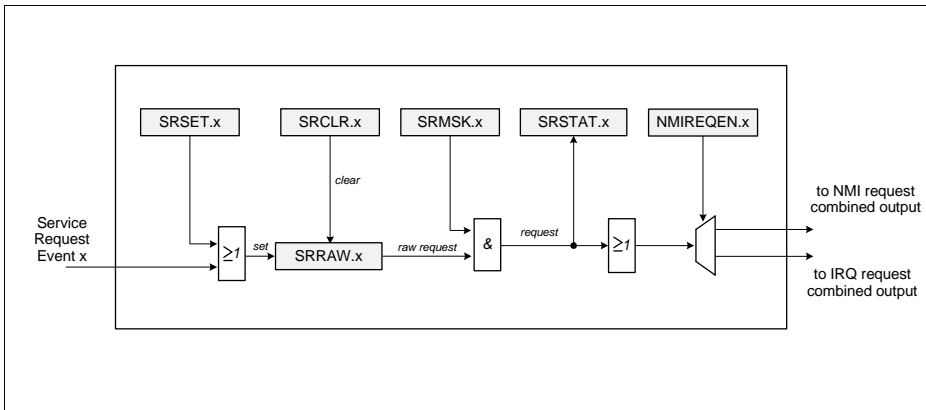 SRSET.x
SRCLR.x
SRMSK.x
SRSTAT.x
NMIREQEN.x
clear
to NMI request
combined output
Service
Request
Event x
≥1
set
SRRAW.x
raw request
&
request
≥1
to IRQ request
combined output